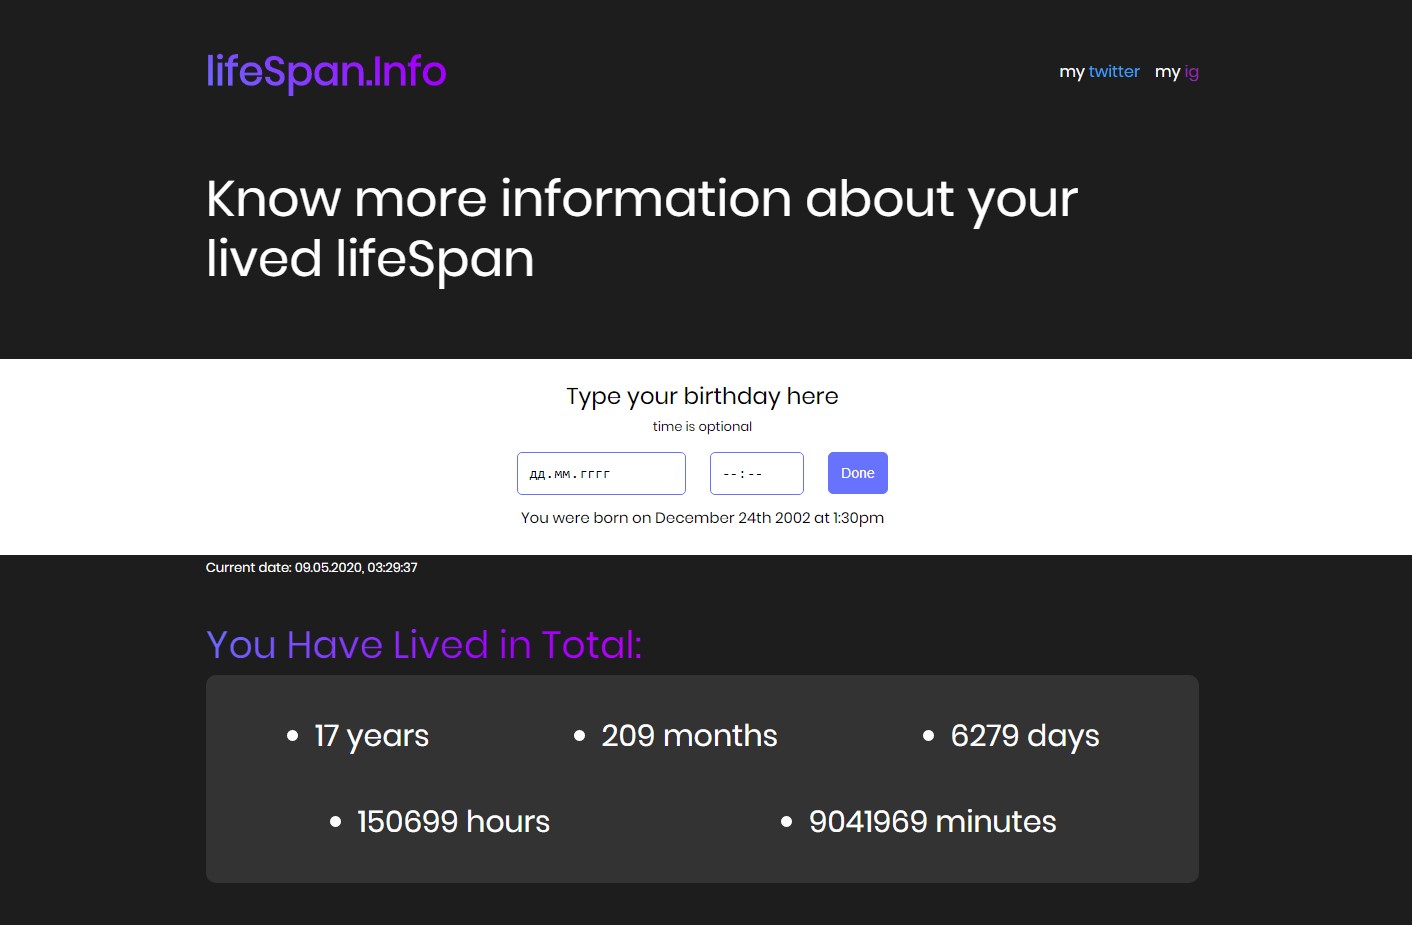 lifeSpan.Info
my twitter my ig
Know more information about your
lived lifeSpan
Type your birthday here
time is optional
дд.мм.гггг --:-- Done
You were born on December 24th 2002 at 1:30pm
Current date: 09.05.2020, 03:29:37
You Have Lived in Total:
• 17 years • 209 months • 6279 days
• 150699 hours • 9041969 minutes